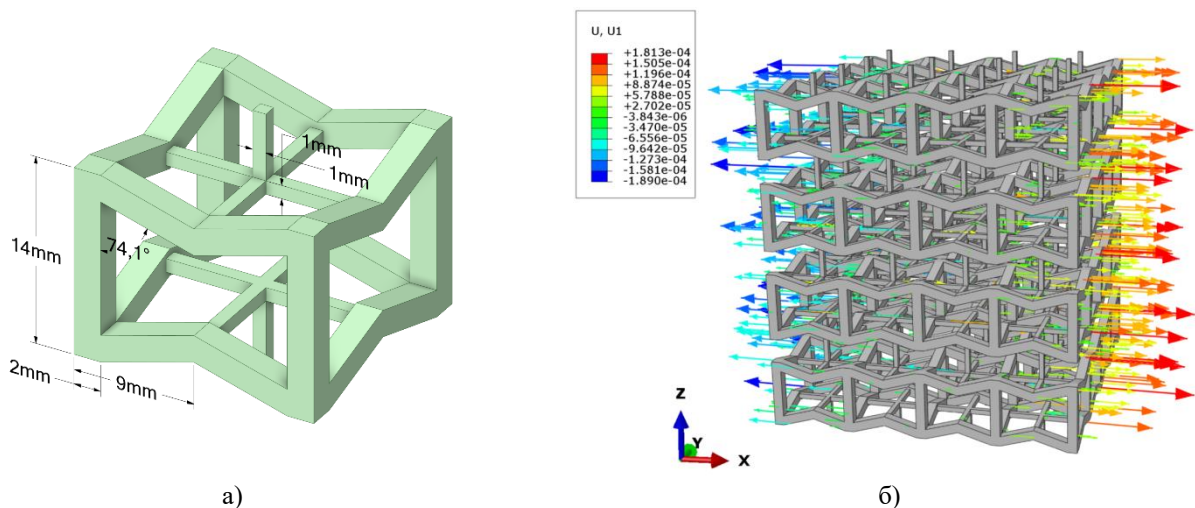 1mm
1mm
14mm
74,1°
2mm
9mm
а)
U, U1
+1.813e-04
+1.505e-04
+1.196e-04
+8.874e-05
+5.788e-05
+2.702e-05
-3.843e-06
-3.470e-05
-6.556e-05
-9.642e-05
-1.273e-04
-1.581e-04
-1.890e-04
Z
Y
X
б)